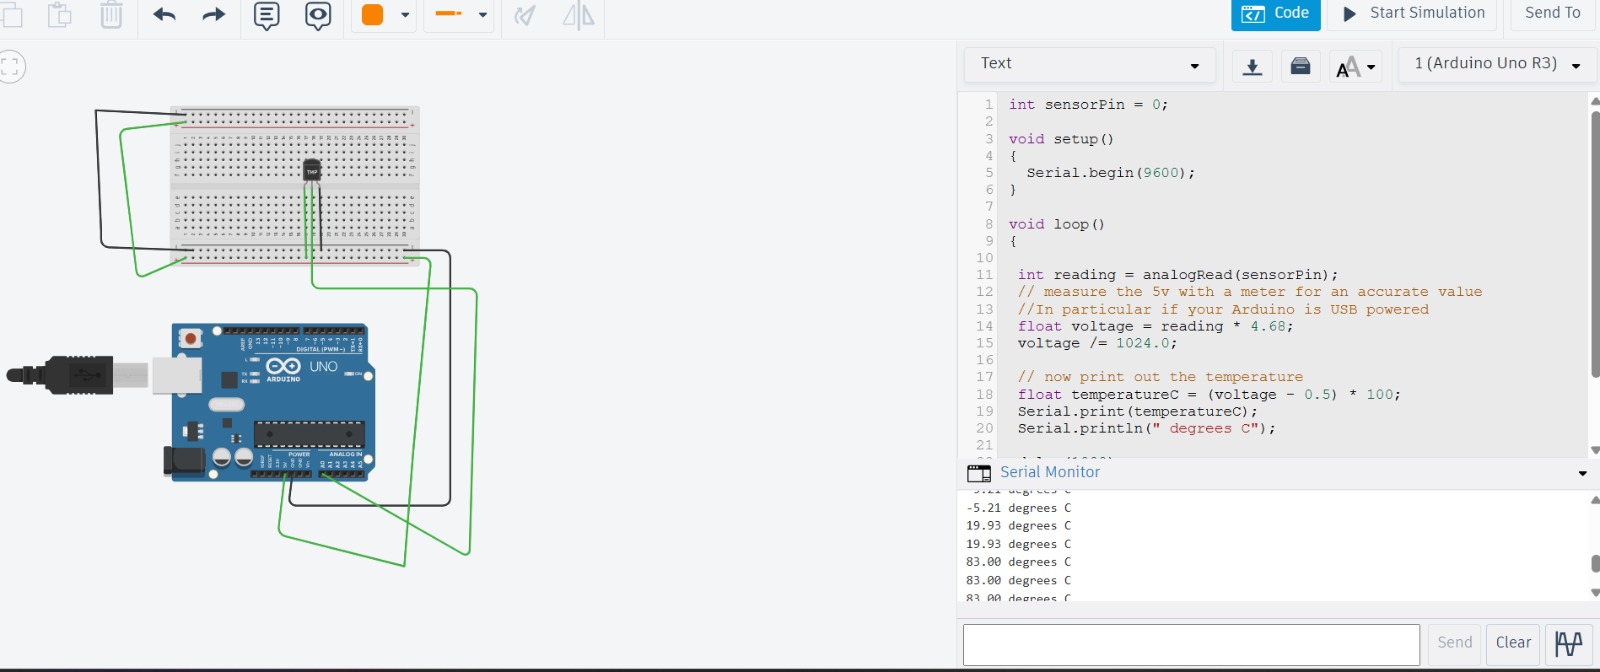 Code
Start Simulation
Send To
Text
1 (Arduino Uno R3)
1 int sensorPin = 0;
2
3 void setup()
4 {
5 Serial.begin(9600);
6 }
7
8 void loop()
9 {
10
11 int reading = analogRead(sensorPin);
12 // measure the 5v with a meter for an accurate value
13 //In particular if your Arduino is USB powered
14 float voltage = reading * 4.68;
15 voltage /= 1024.0;
16
17 // now print out the temperature
18 float temperatureC = (voltage - 0.5) * 100;
19 Serial.print(temperatureC);
20 Serial.println(" degrees C");
21
Serial Monitor
-5.21 degrees C
-5.21 degrees C
19.93 degrees C
19.93 degrees C
83.00 degrees C
83.00 degrees C
83.00 degrees C
Send
Clear
TMP
DIGITAL (PWM~)
UNO
ARDUINO
POWER
ANALOG IN